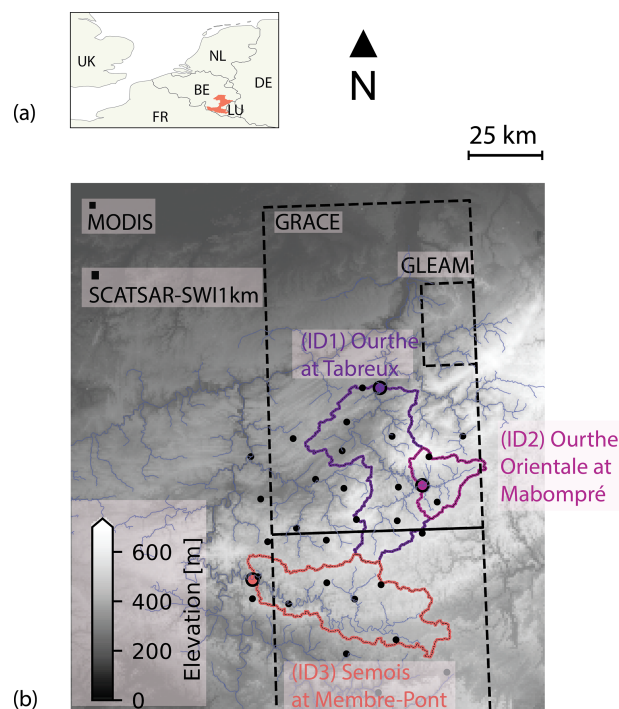 UK
NL
DE
BE
LU
FR
(a)
N
25 km
MODIS
GRACE
GLEAM
SCATSAR-SWI1km
(ID1) Ourthe
at Tabreux
(ID2) Ourthe
Orientale at
Mabompré
600
400
200
0
Elevation [m]
(ID3) Semois
at Membre-Pont
(b)